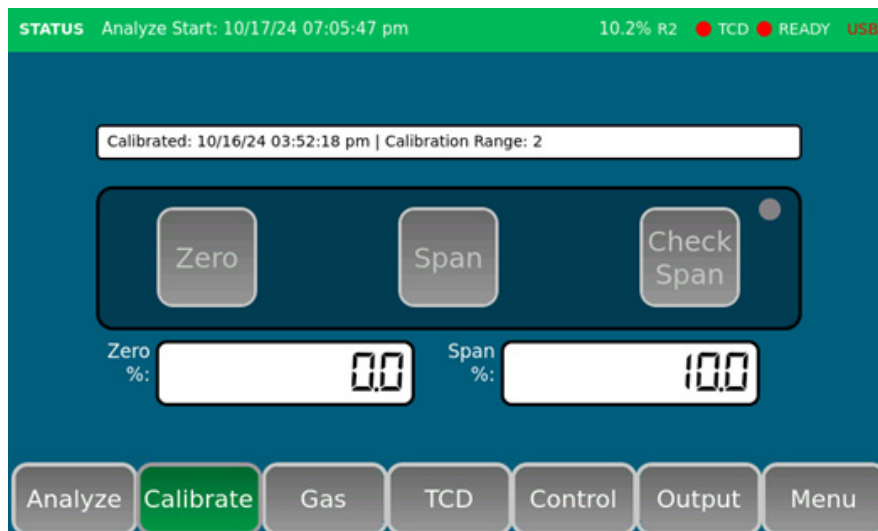 STATUS Analyze Start: 10/17/24 07:05:47 pm 10.2% R2 TCD READY USB
Calibrated: 10/16/24 03:52:18 pm | Calibration Range: 2
Zero Span Check
Span
Zero
%: 0.0 Span
%: 10.0
Analyze Calibrate Gas TCD Control Output Menu